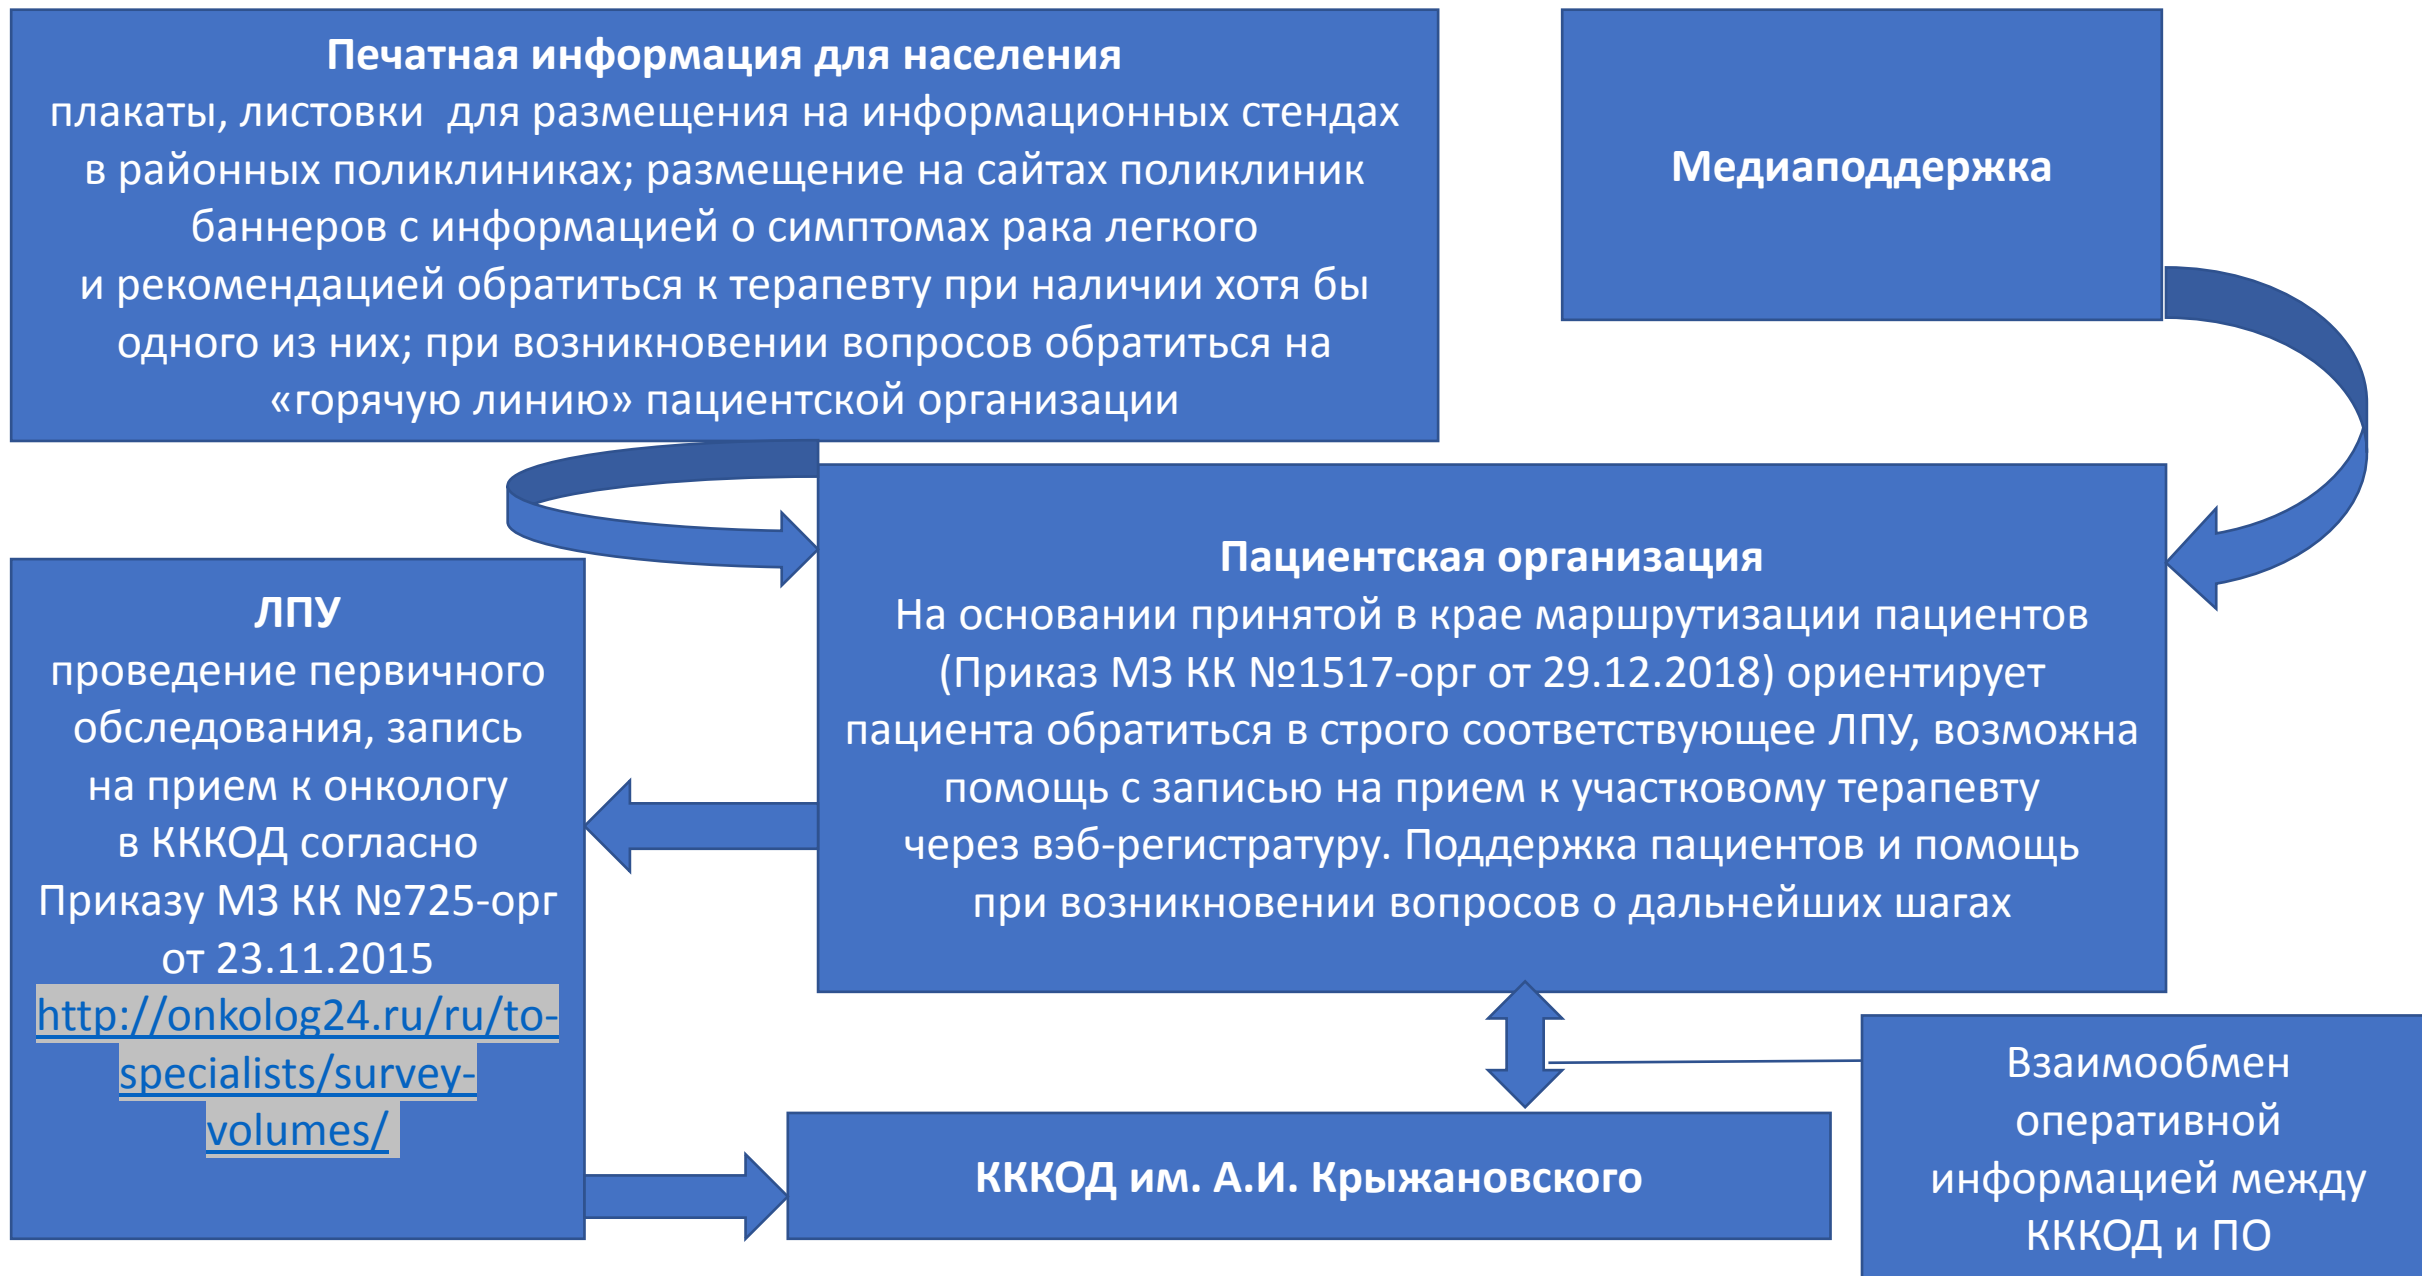 Печатная информация для населения
плакаты, листовки для размещения на информационных стендах
в районных поликлиниках; размещение на сайтах поликлиник
баннеров с информацией о симптомах рака легкого
и рекомендацией обратиться к терапевту при наличии хотя бы
одного из них; при возникновении вопросов обратиться на
«горячую линию» пациентской организации
Медиаподдержка
Пациентская организация
На основании принятой в крае маршрутизации пациентов
(Приказ МЗ КК №1517-орг от 29.12.2018) ориентирует
пациента обратиться в строго соответствующее ЛПУ, возможна
помощь с записью на прием к участковому терапевту
через вэб-регистратуру. Поддержка пациентов и помощь
при возникновении вопросов о дальнейших шагах
ЛПУ
проведение первичного
обследования, запись
на прием к онкологу
в КККОД согласно
Приказу МЗ КК №725-орг
от 23.11.2015
http://onkolog24.ru/ru/to-
specialists/survey-
volumes/
КККОД им. А.И. Крыжановского
Взаимообмен
оперативной
информацией между
КККОД и ПО